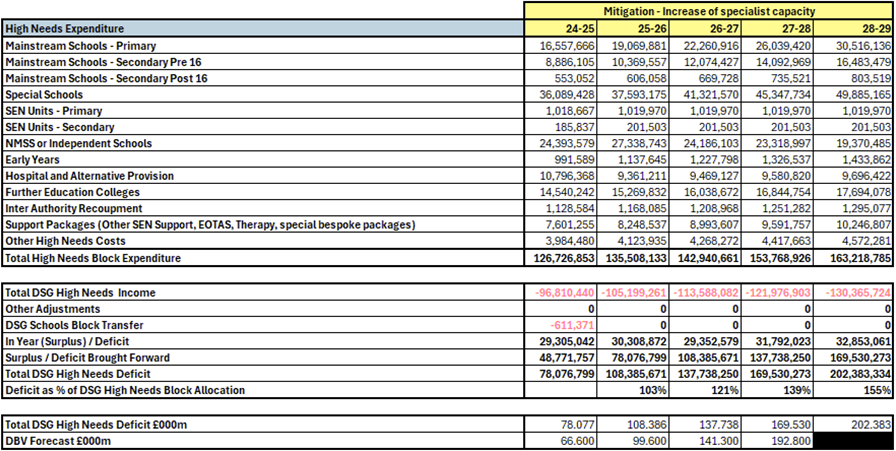 Mitigation - Increase of specialist capacity
High Needs Expenditure 24-25 25-26 26-27 27-28 28-29
Mainstream Schools - Primary 16,557,666 19,069,881 22,260,916 26,039,420 30,516,136
Mainstream Schools - Secondary Pre 16 8,886,105 10,369,557 12,074,427 14,092,969 16,483,479
Mainstream Schools - Secondary Post 16 553,052 606,058 669,728 735,521 803,519
Special Schools 36,089,428 37,593,175 41,321,570 45,347,734 49,885,165
SEN Units - Primary 1,018,667 1,019,970 1,019,970 1,019,970 1,019,970
SEN Units - Secondary 185,837 201,503 201,503 201,503 201,503
NMSS or Independent Schools 24,393,579 27,338,743 24,186,103 23,318,997 19,370,485
Early Years 991,589 1,137,645 1,227,798 1,326,537 1,433,862
Hospital and Alternative Provision 10,796,368 9,361,211 9,469,127 9,580,820 9,696,422
Further Education Colleges 14,540,242 15,269,832 16,038,672 16,844,754 17,694,078
Inter Authority Recoupment 1,128,584 1,168,085 1,208,968 1,251,282 1,295,077
Support Packages (Other SEN Support, EOTAS, Therapy, special bespoke packages) 7,601,255 8,248,537 8,993,607 9,591,757 10,246,807
Other High Needs Costs 3,984,480 4,123,935 4,268,272 4,417,663 4,572,281
Total High Needs Block Expenditure 126,726,853 135,508,133 142,940,661 153,768,926 163,218,785
Total DSG High Needs Income -96,810,440 -105,199,261 -113,588,082 -121,976,903 -130,365,724
Other Adjustments 0 0 0 0 0
DSG Schools Block Transfer -611,371 0 0 0 0
In Year (Surplus) / Deficit 29,305,042 30,308,872 29,352,579 31,792,023 32,853,061
Surplus / Deficit Brought Forward 48,771,757 78,076,799 108,385,671 137,738,250 169,530,273
Total DSG High Needs Deficit 78,076,799 108,385,671 137,738,250 169,530,273 202,383,334
Deficit as % of DSG High Needs Block Allocation 103% 121% 139% 155%
Total DSG High Needs Deficit £000m 78.077 108.386 137.738 169.530 202.383
DBV Forecast £000m 66.600 99.600 141.300 192.800